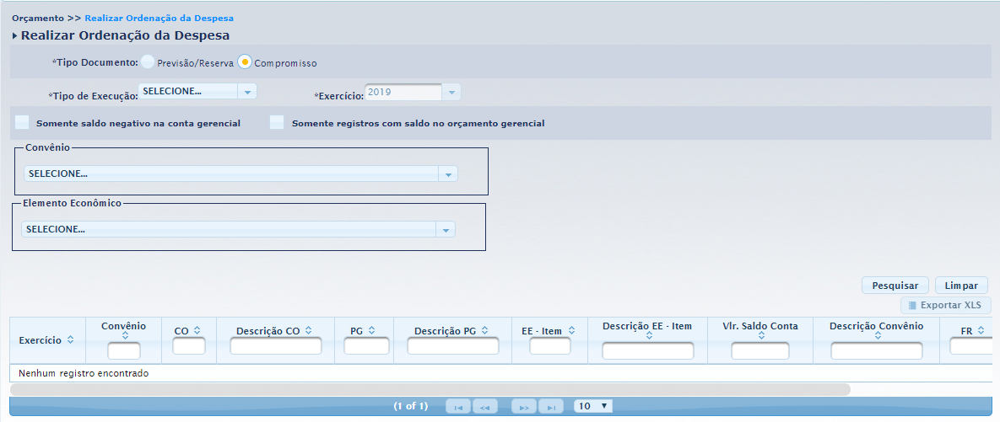 Orçamento >> Realizar Ordenação da Despesa
Realizar Ordenação da Despesa
*Tipo Documento: Previsão/Reserva Compromisso
*Tipo de Execução: SELECIONE... *Exercício: 2019
Somente saldo negativo na conta gerencial Somente registros com saldo no orçamento gerencial
Convênio
SELECIONE...
Elemento Econômico
SELECIONE...
Pesquisar Limpar
Exportar XLS
Exercício Convênio CO Descrição CO PG Descrição PG EE - Item Descrição EE - Item Vlr. Saldo Conta Descrição Convênio FR
Nenhum registro encontrado
(1 of 1) 10